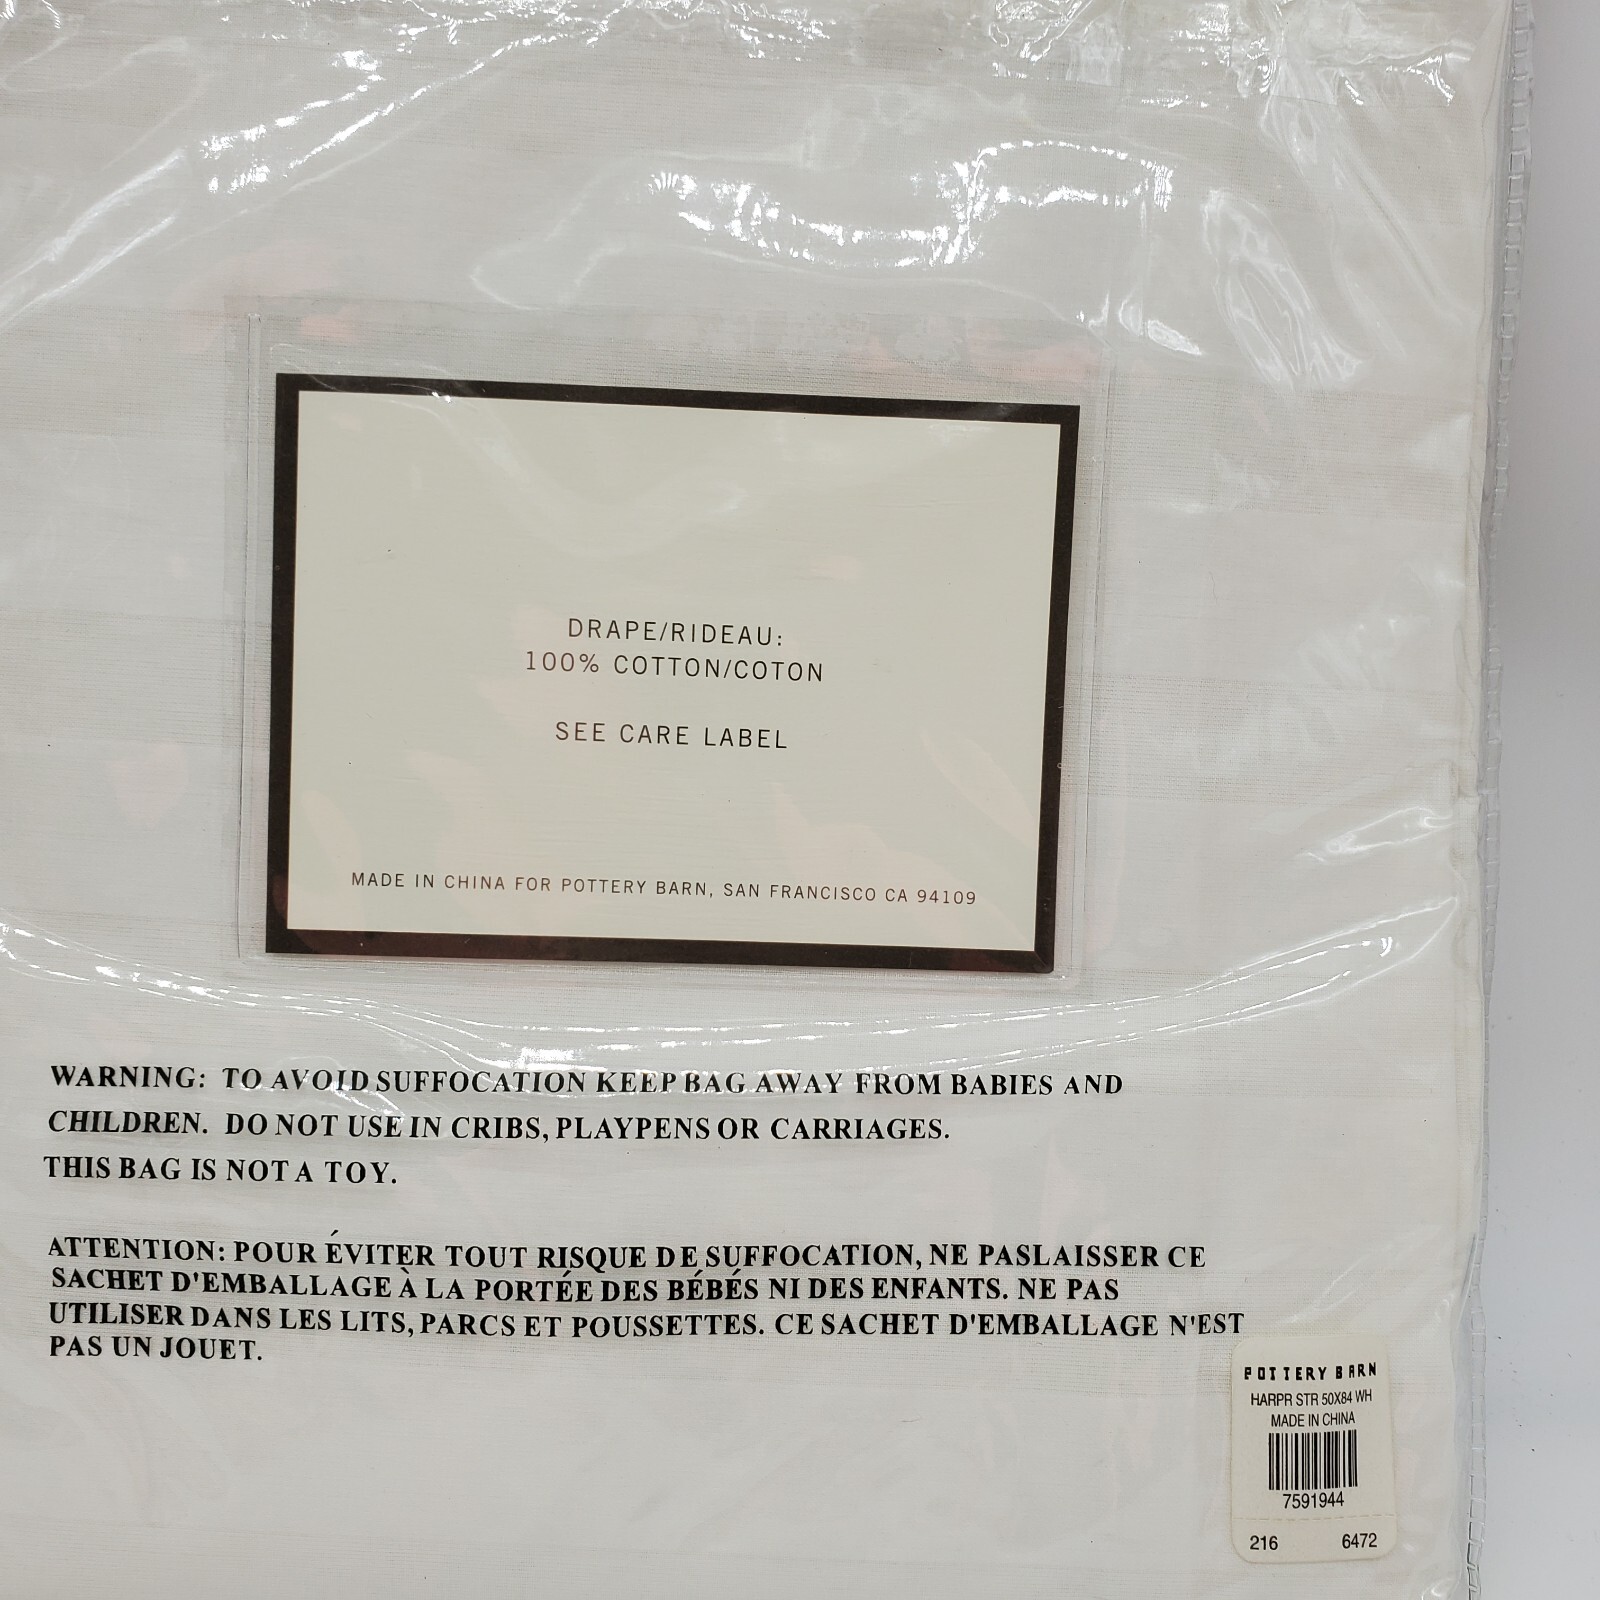 DRAPE/RIDEAU:
100% COTTON/COTON
SEE CARE LABEL
MADE IN CHINA FOR POTTERY BARN, SAN FRANCISCO CA 94109
WARNING: TO AVOID SUFFOCATION KEEP BAG AWAY FROM BABIES AND
CHILDREN. DO NOT USE IN CRIBS, PLAYPENS OR CARRIAGES.
THIS BAG IS NOT A TOY.
ATTENTION: POUR ÉVITER TOUT RISQUE DE SUFFOCATION, NE PAS LAISSER CE
SACHET D'EMBALLAGE À LA PORTÉE DES BÉBÉS NI DES ENFANTS. NE PAS
UTILISER DANS LES LITS, PARCS ET POUSSETTES. CE SACHET D'EMBALLAGE N'EST
PAS UN JOUET.
POTTERY BARN
HARPR STR 50X84 WH
MADE IN CHINA
7591944
216 6472